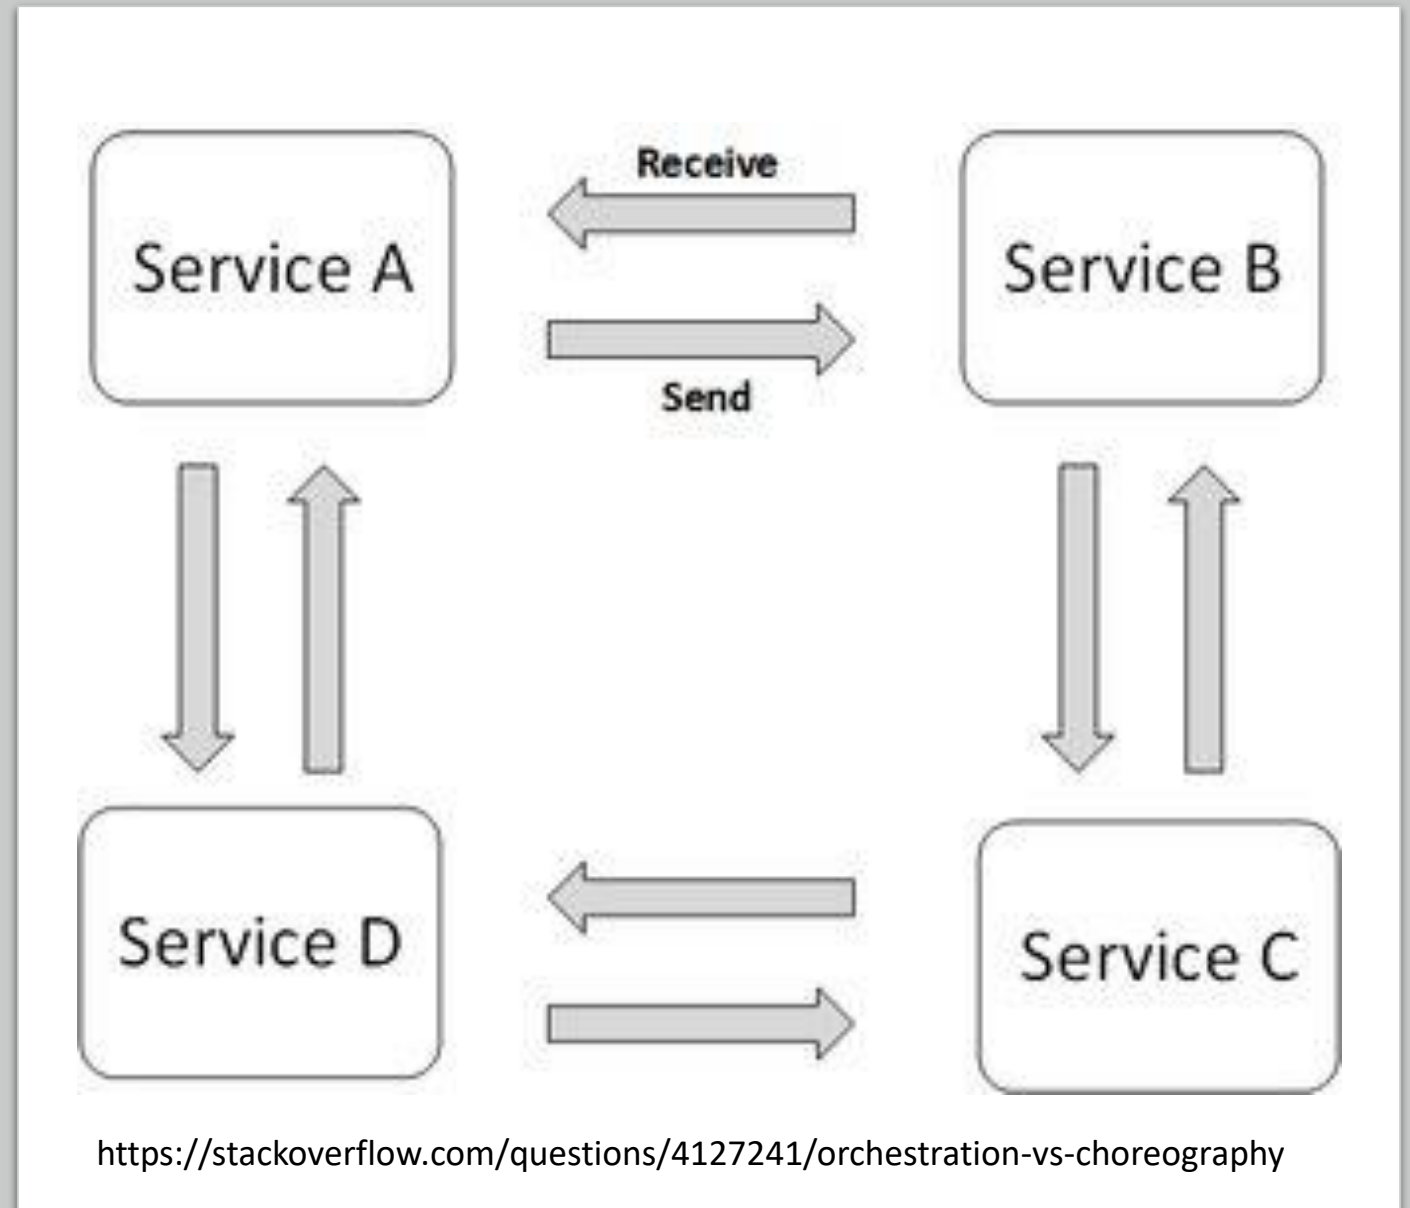 Receive
Service A
Service B
Send
Service D
Service C
https://stackoverflow.com/questions/4127241/orchestration-vs-choreography